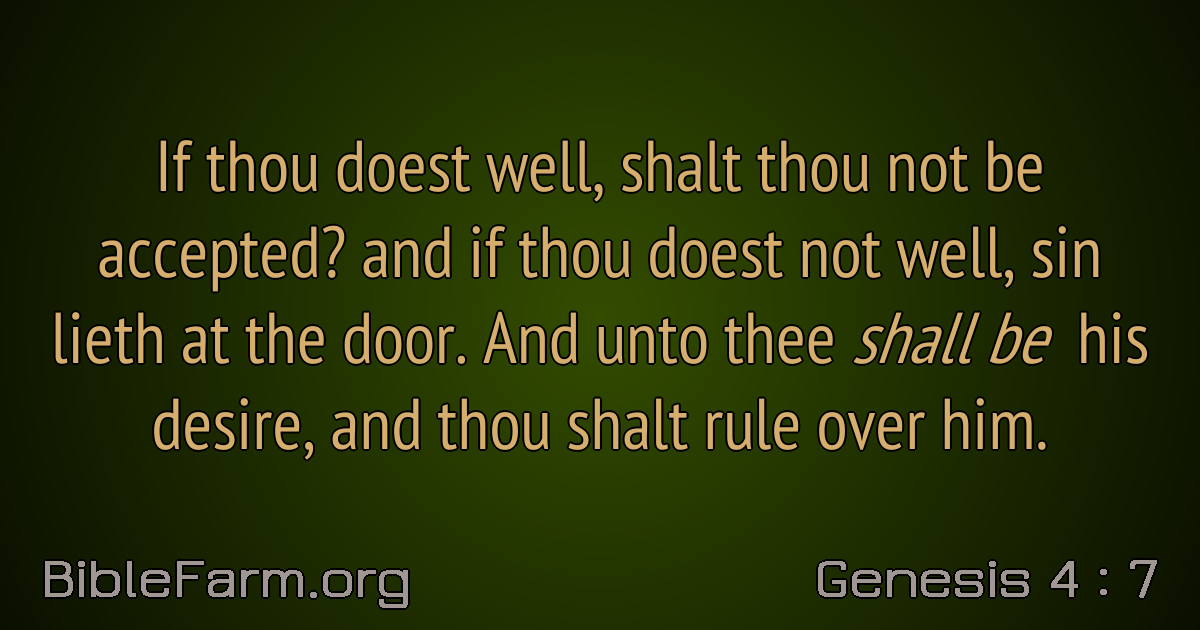 If thou doest well, shalt thou not be
accepted? and if thou doest not well, sin
lieth at the door. And unto thee shall be his
desire, and thou shalt rule over him.
BibleFarm.org
Genesis 4 : 7